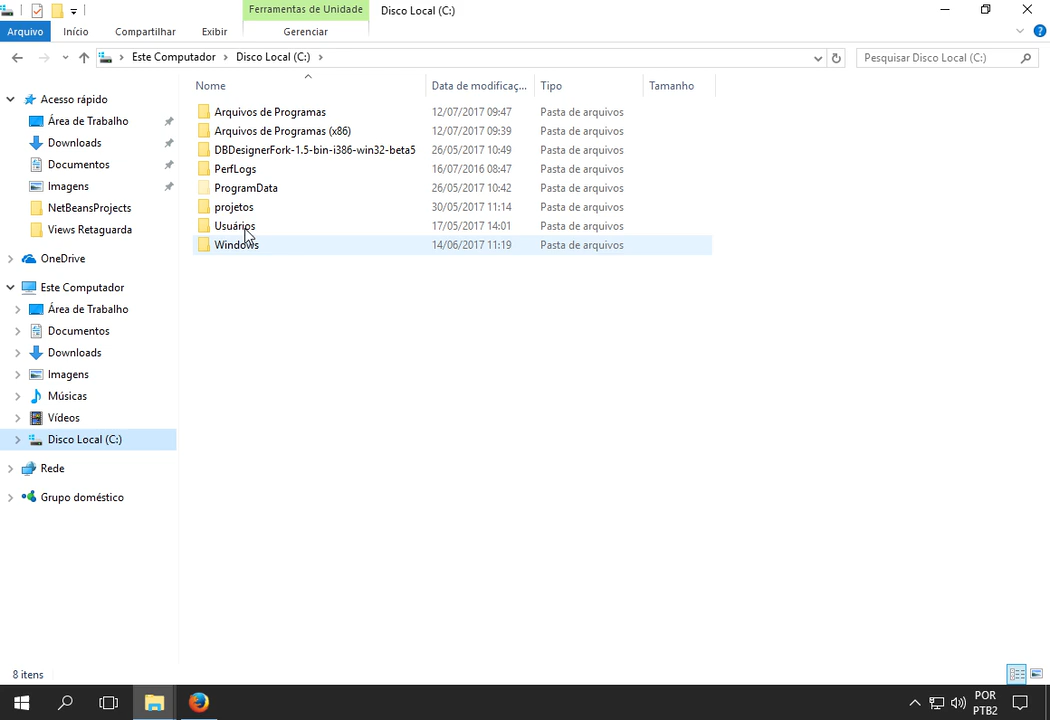 Ferramentas de Unidade Disco Local (C:)
Arquivo Início Compartilhar Exibir Gerenciar
Este Computador Disco Local (C:) Pesquisar Disco Local (C:)
Nome Data de modificaç... Tipo Tamanho
Acesso rápido
Área de Trabalho
Downloads
Documentos
Imagens
NetBeansProjects
Views Retaguarda
OneDrive
Este Computador
Área de Trabalho
Documentos
Downloads
Imagens
Músicas
Vídeos
Disco Local (C:)
Rede
Grupo doméstico
Arquivos de Programas 12/07/2017 09:47 Pasta de arquivos
Arquivos de Programas (x86) 12/07/2017 09:39 Pasta de arquivos
DBDesignerFork-1.5-bin-i386-win32-beta5 26/05/2017 10:49 Pasta de arquivos
PerfLogs 16/07/2016 08:47 Pasta de arquivos
ProgramData 26/05/2017 10:42 Pasta de arquivos
projetos 30/05/2017 11:14 Pasta de arquivos
Usuários 17/05/2017 14:01 Pasta de arquivos
Windows 14/06/2017 11:19 Pasta de arquivos
8 itens
POR
PTB2